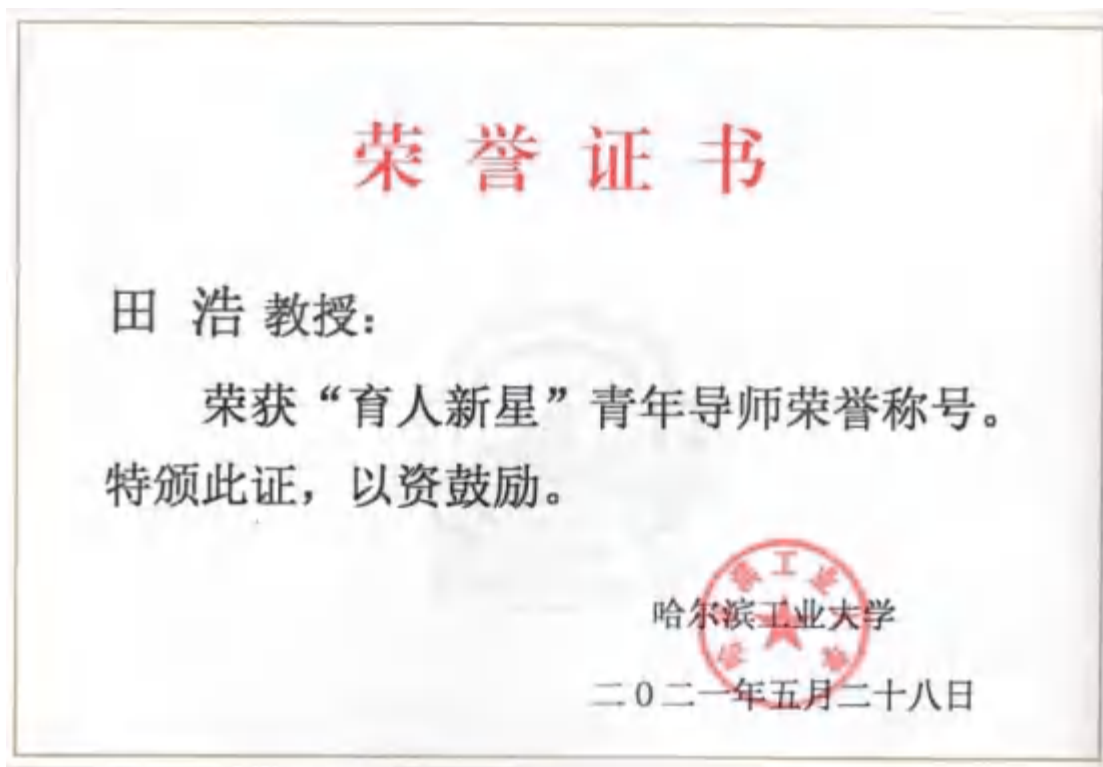 荣誉证书
田 浩 教授：
荣获“育人新星”青年导师荣誉称号。
特颁此证，以资鼓励。
哈尔滨工业大学
二0二一年五月二十八日